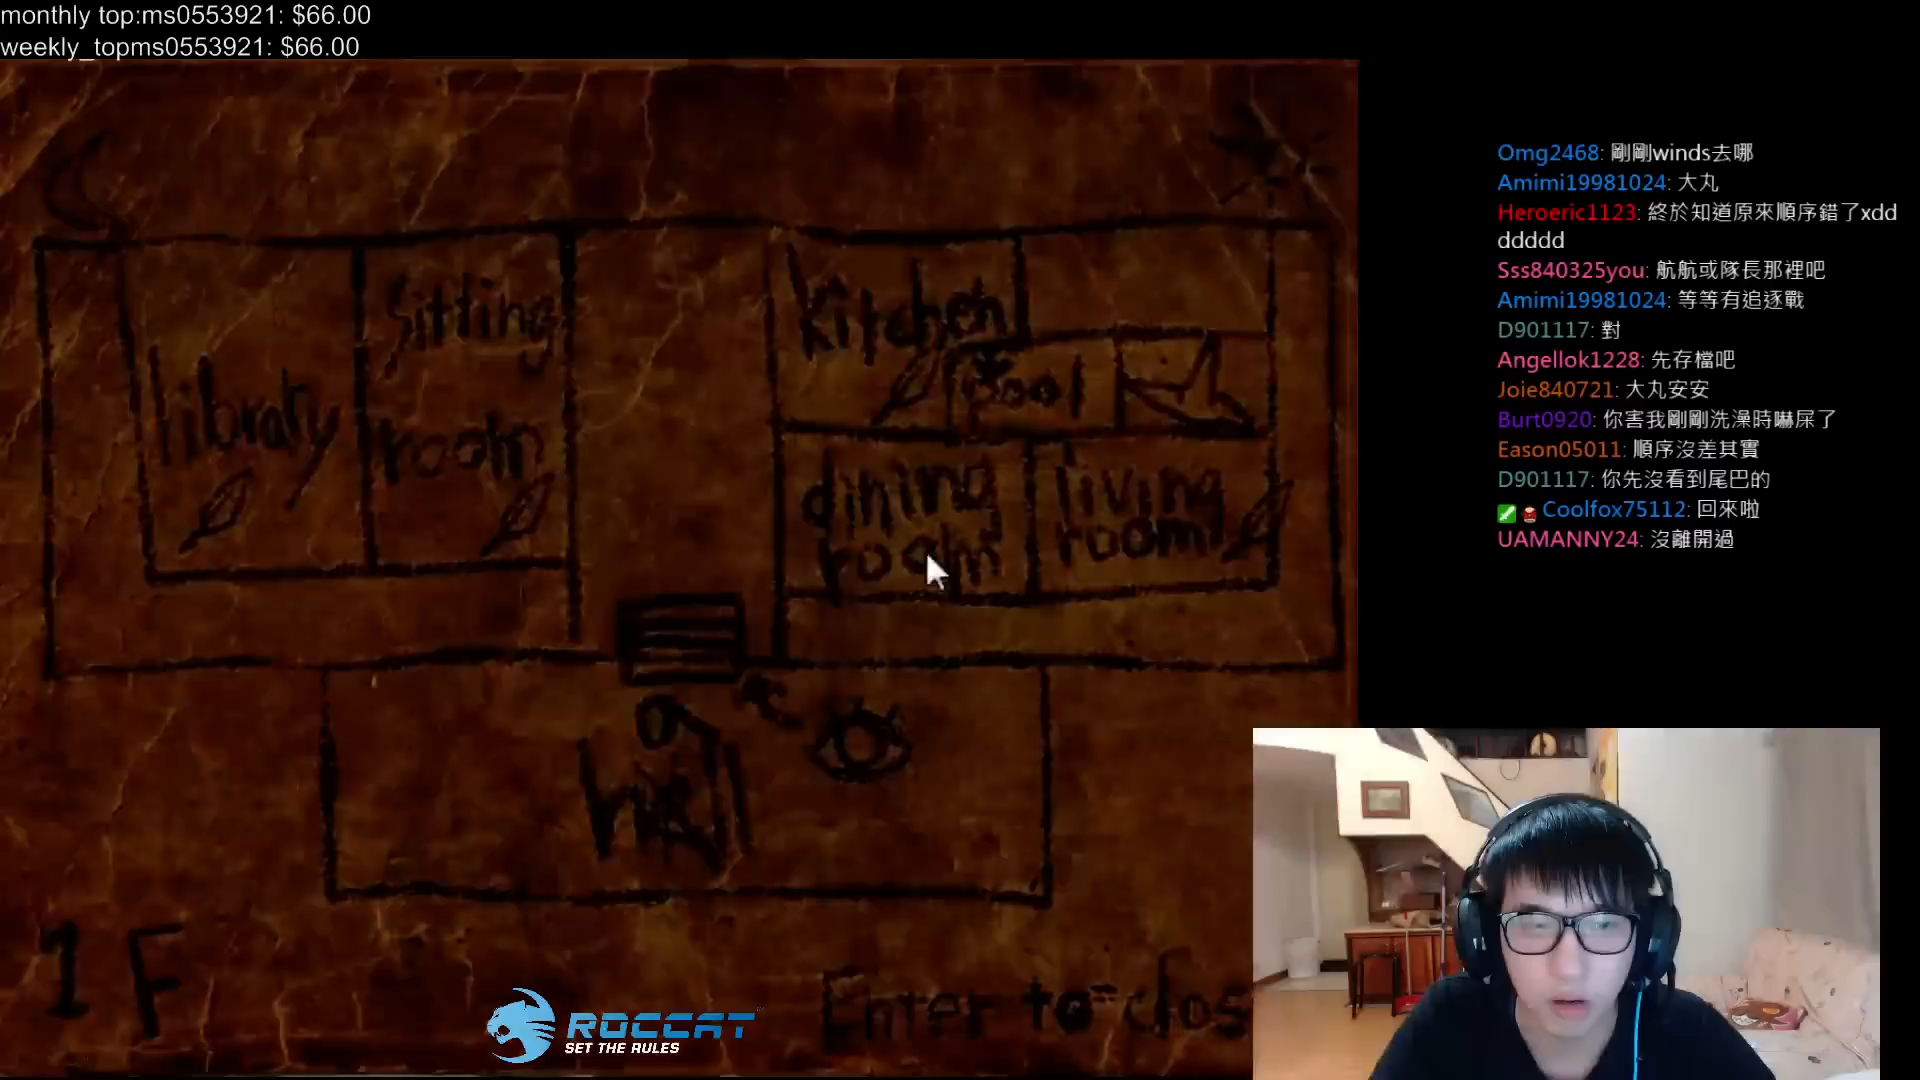 monthly top:ms0553921: $66.00
weekly_topms0553921: $66.00
Omg2468: 剛剛winds去哪
Amimi19981024: 大丸
Heroeric1123: 終於知道原來順序錯了xdd
ddddd
Sss840325you: 航航或隊長那裡吧
Amimi19981024: 等等有追逐戰
D901117: 對
Angellok1228: 先存檔吧
Joie840721: 大丸安安
Burt0920: 你害我剛剛洗澡時嚇尿了
Eason05011: 順序沒差其實
D901117: 你先沒看到尾巴的
Coolfox75112: 回來啦
UAMANNY24: 沒離開過
library
Sitting
room
Kitchen
dining
room
living
room
hall
1F
Enter to clos
ROCCAT
SET THE RULES